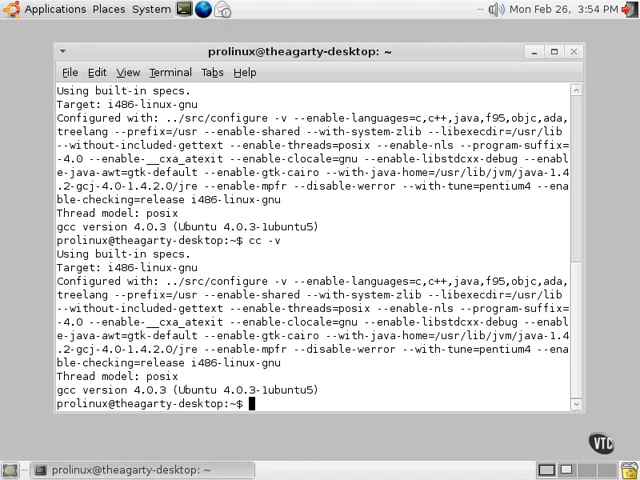 Applications Places System
Mon Feb 26, 3:54 PM
prolinux@theagarty-desktop: ~
File Edit View Terminal Tabs Help
Using built-in specs.
Target: i486-linux-gnu
Configured with: ../src/configure -v --enable-languages=c,c++,java,f95,objc,ada,
treelang --prefix=/usr --enable-shared --with-system-zlib --libexecdir=/usr/lib
--without-included-gettext --enable-threads=posix --enable-nls --program-suffix=
-4.0 --enable-__cxa_atexit --enable-clocale=gnu --enable-libstdcxx-debug --enabl
e-java-awt=gtk-default --enable-gtk-cairo --with-java-home=/usr/lib/jvm/java-1.4
.2-gcj-4.0-1.4.2.0/jre --enable-mpfr --disable-werror --with-tune=pentium4 --ena
ble-checking=release i486-linux-gnu
Thread model: posix
gcc version 4.0.3 (Ubuntu 4.0.3-1ubuntu5)
prolinux@theagarty-desktop:~$ cc -v
Using built-in specs.
Target: i486-linux-gnu
Configured with: ../src/configure -v --enable-languages=c,c++,java,f95,objc,ada,
treelang --prefix=/usr --enable-shared --with-system-zlib --libexecdir=/usr/lib
--without-included-gettext --enable-threads=posix --enable-nls --program-suffix=
-4.0 --enable-__cxa_atexit --enable-clocale=gnu --enable-libstdcxx-debug --enabl
e-java-awt=gtk-default --enable-gtk-cairo --with-java-home=/usr/lib/jvm/java-1.4
.2-gcj-4.0-1.4.2.0/jre --enable-mpfr --disable-werror --with-tune=pentium4 --ena
ble-checking=release i486-linux-gnu
Thread model: posix
gcc version 4.0.3 (Ubuntu 4.0.3-1ubuntu5)
prolinux@theagarty-desktop:~$
VTC
prolinux@theagarty-desktop: ~